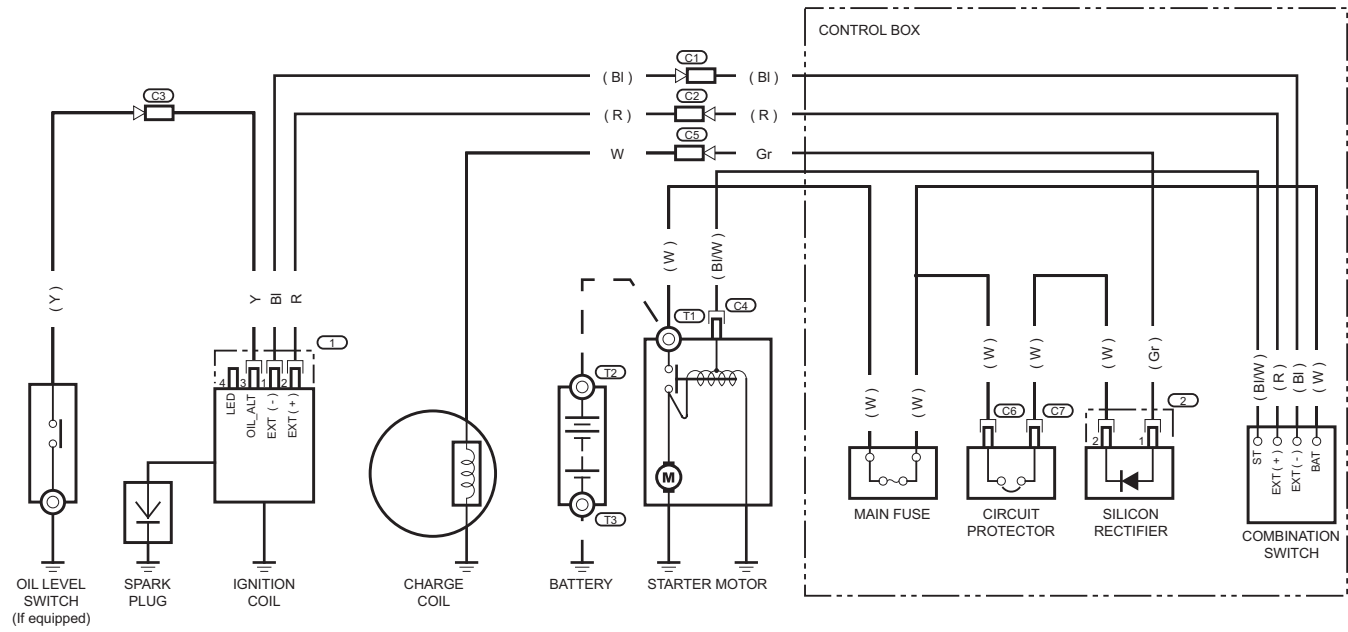 CONTROL BOX
C1
( Bl ) ( Bl )
C3
C2
( R ) ( R )
C5
W Gr
( W )
( Bl/W )
( Y )
Y
Bl
R
T1
C4
1
T2
( W )
( W )
( W )
( W )
( W )
( Gr )
( Bl/W )
( R )
( Bl )
( W )
4 3 1 2
LED
OIL_ALT
EXT (-)
EXT (+)
C6
C7
2
2 1
ST
EXT (+)
EXT (-)
BAT
M
T3
MAIN FUSE
CIRCUIT
PROTECTOR
SILICON
RECTIFIER
COMBINATION
SWITCH
OIL LEVEL
SWITCH
(If equipped)
SPARK
PLUG
IGNITION
COIL
CHARGE
COIL
BATTERY
STARTER MOTOR